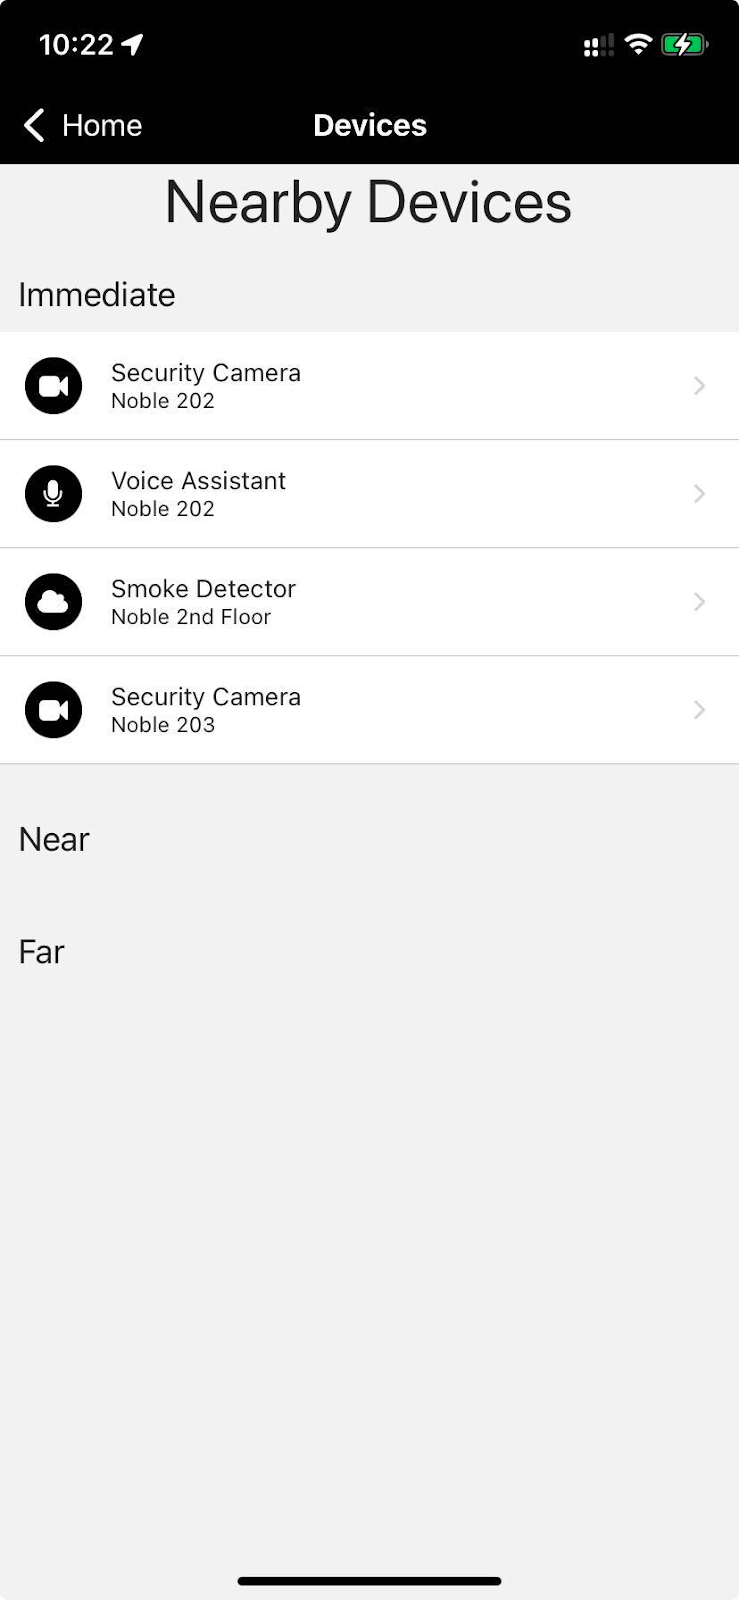 10:22
Home
Devices
Nearby Devices
Immediate
Security Camera
Noble 202
Voice Assistant
Noble 202
Smoke Detector
Noble 2nd Floor
Security Camera
Noble 203
Near
Far